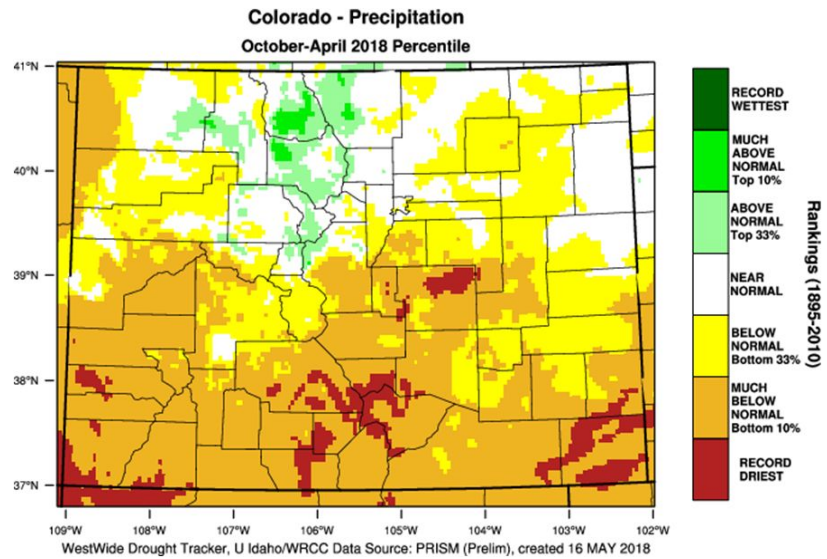 Colorado - Precipitation
October-April 2018 Percentile
41°N
40°N
39°N
38°N
37°N
109°W 108°W 107°W 106°W 105°W 104°W 103°W 102°W
RECORD
WETTEST
MUCH
ABOVE
NORMAL
Top 10%
ABOVE
NORMAL
Top 33%
NEAR
NORMAL
BELOW
NORMAL
Bottom 33%
MUCH
BELOW
NORMAL
Bottom 10%
RECORD
DRIEST
Rankings (1895-2010)
WestWide Drought Tracker, U Idaho/WRCC Data Source: PRISM (Prelim), created 16 MAY 2018